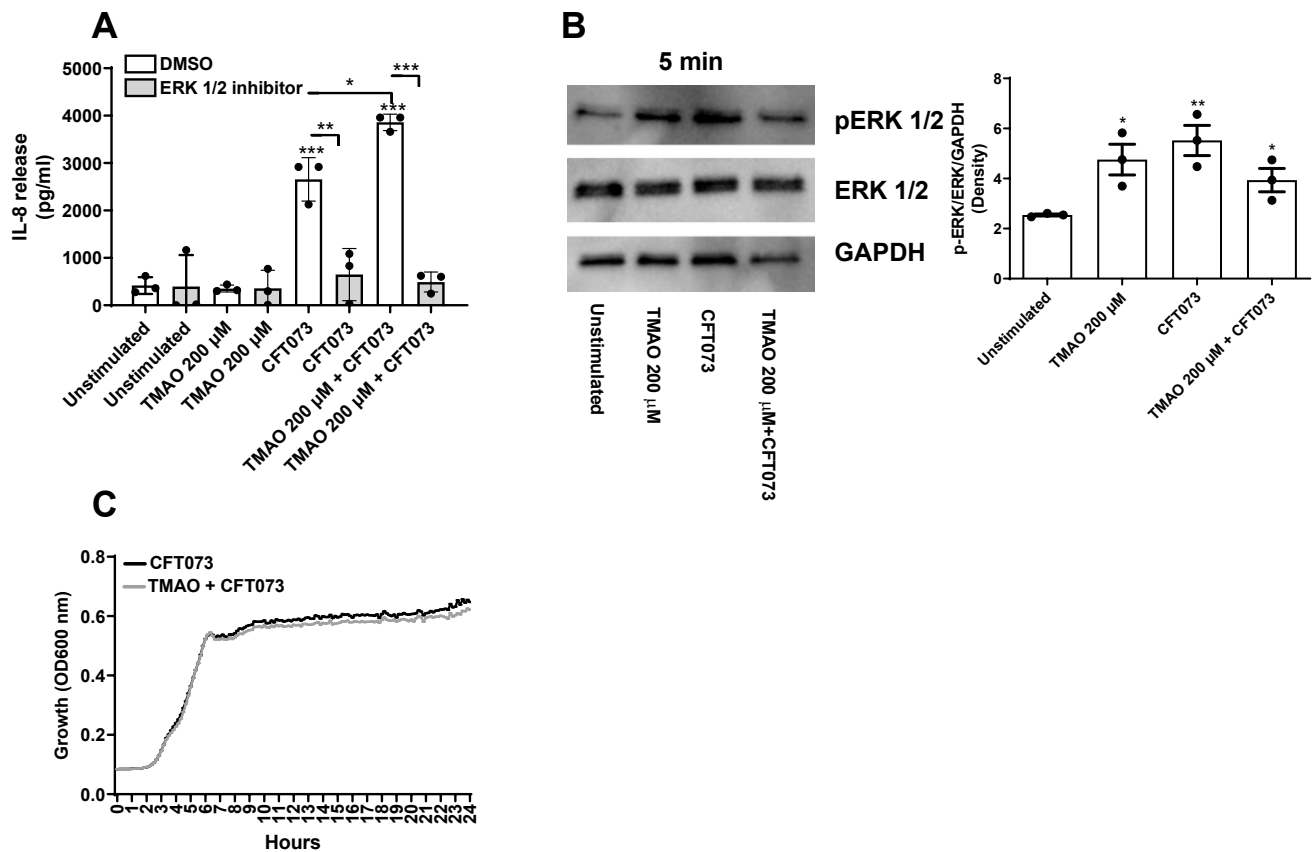 A
DMSO
ERK 1/2 inhibitor
IL-8 release
(pg/ml)
5000
4000
3000
2000
1000
0
*
***
***
**
***
Unstimulated
Unstimulated
TMAO 200 µM
TMAO 200 µM
CFT073
CFT073
TMAO 200 µM + CFT073
TMAO 200 µM + CFT073
B
5 min
pERK 1/2
ERK 1/2
GAPDH
Unstimulated
TMAO 200 µM
CFT073
TMAO 200 µM+CFT073
p-ERK/ERK/GAPDH
(Density)
8
6
4
2
0
*
**
*
Unstimulated
TMAO 200 µM
CFT073
TMAO 200 µM + CFT073
C
CFT073
TMAO + CFT073
Growth (OD600 nm)
0.8
0.6
0.4
0.2
0.0
0 1 2 3 4 5 6 7 8 9 10 11 12 13 14 15 16 17 18 19 20 21 22 23 24
Hours